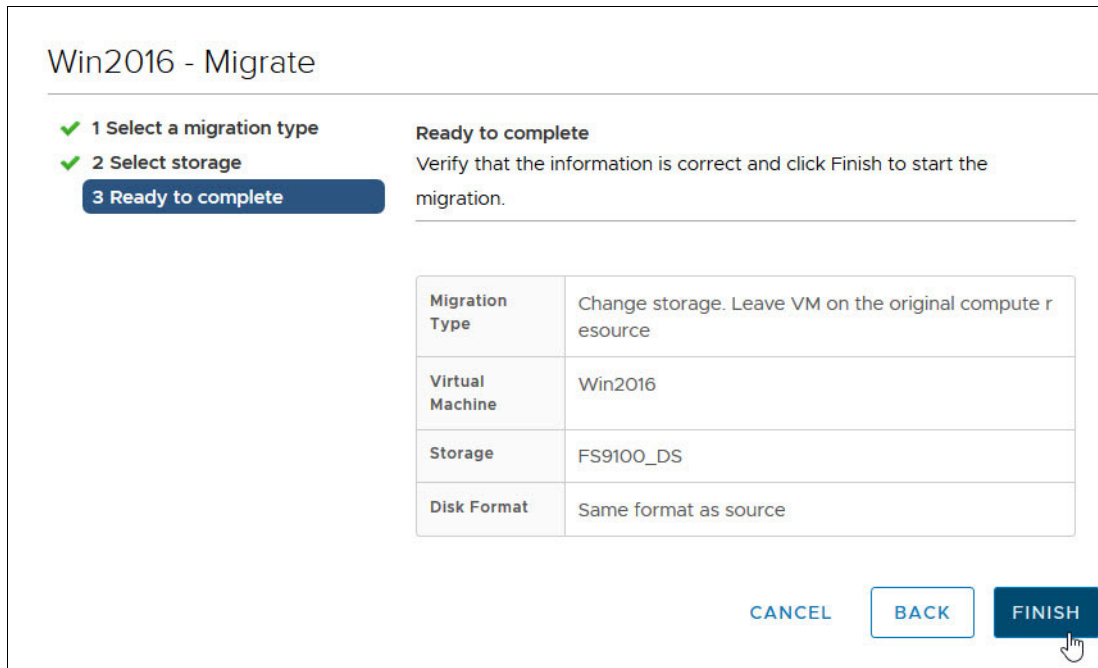 Win2016 - Migrate
1 Select a migration type
2 Select storage
3 Ready to complete
Ready to complete
Verify that the information is correct and click Finish to start the
migration.
Migration
Type
Change storage. Leave VM on the original compute r
esource
Virtual
Machine
Win2016
Storage
FS9100_DS
Disk Format
Same format as source
CANCEL
BACK
FINISH